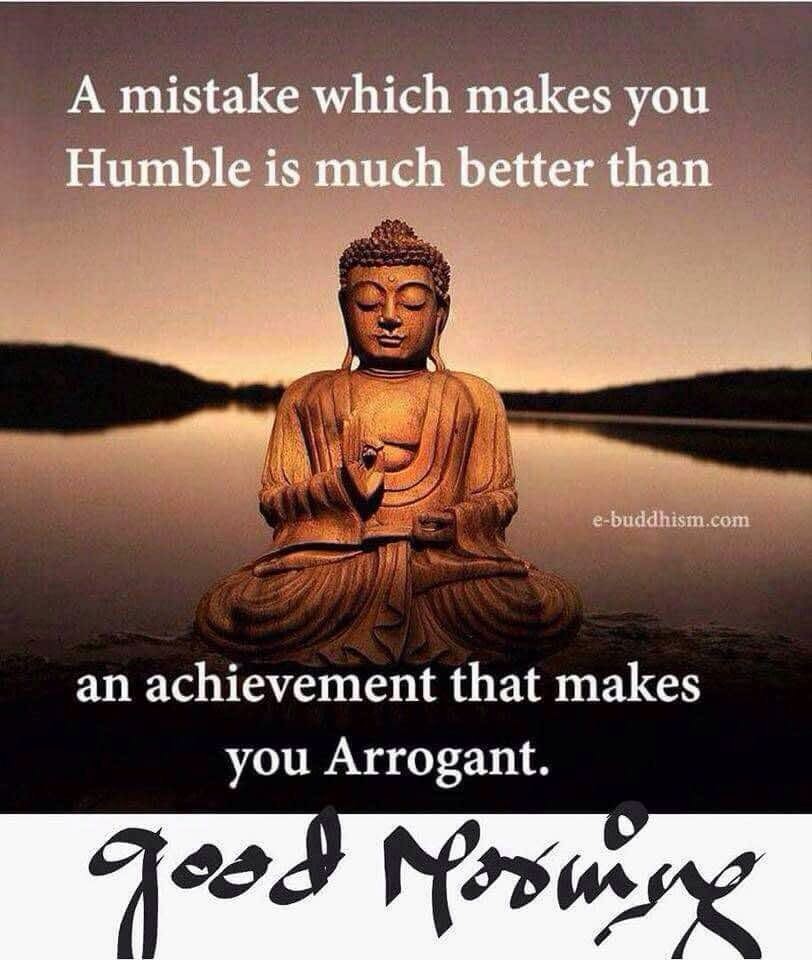 A mistake which makes you
Humble is much better than
e-buddhism.com
an achievement that makes
you Arrogant.
good Morning